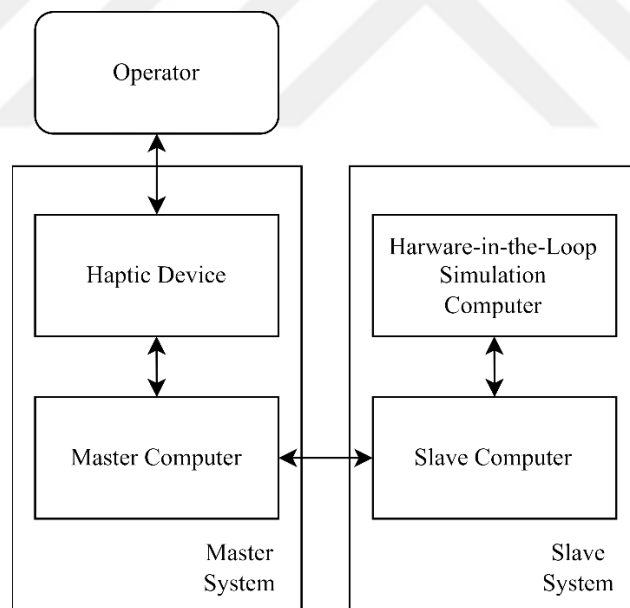 Operator
Haptic Device
Harware-in-the-Loop
Simulation
Computer
Master Computer
Slave Computer
Master
System
Slave
System